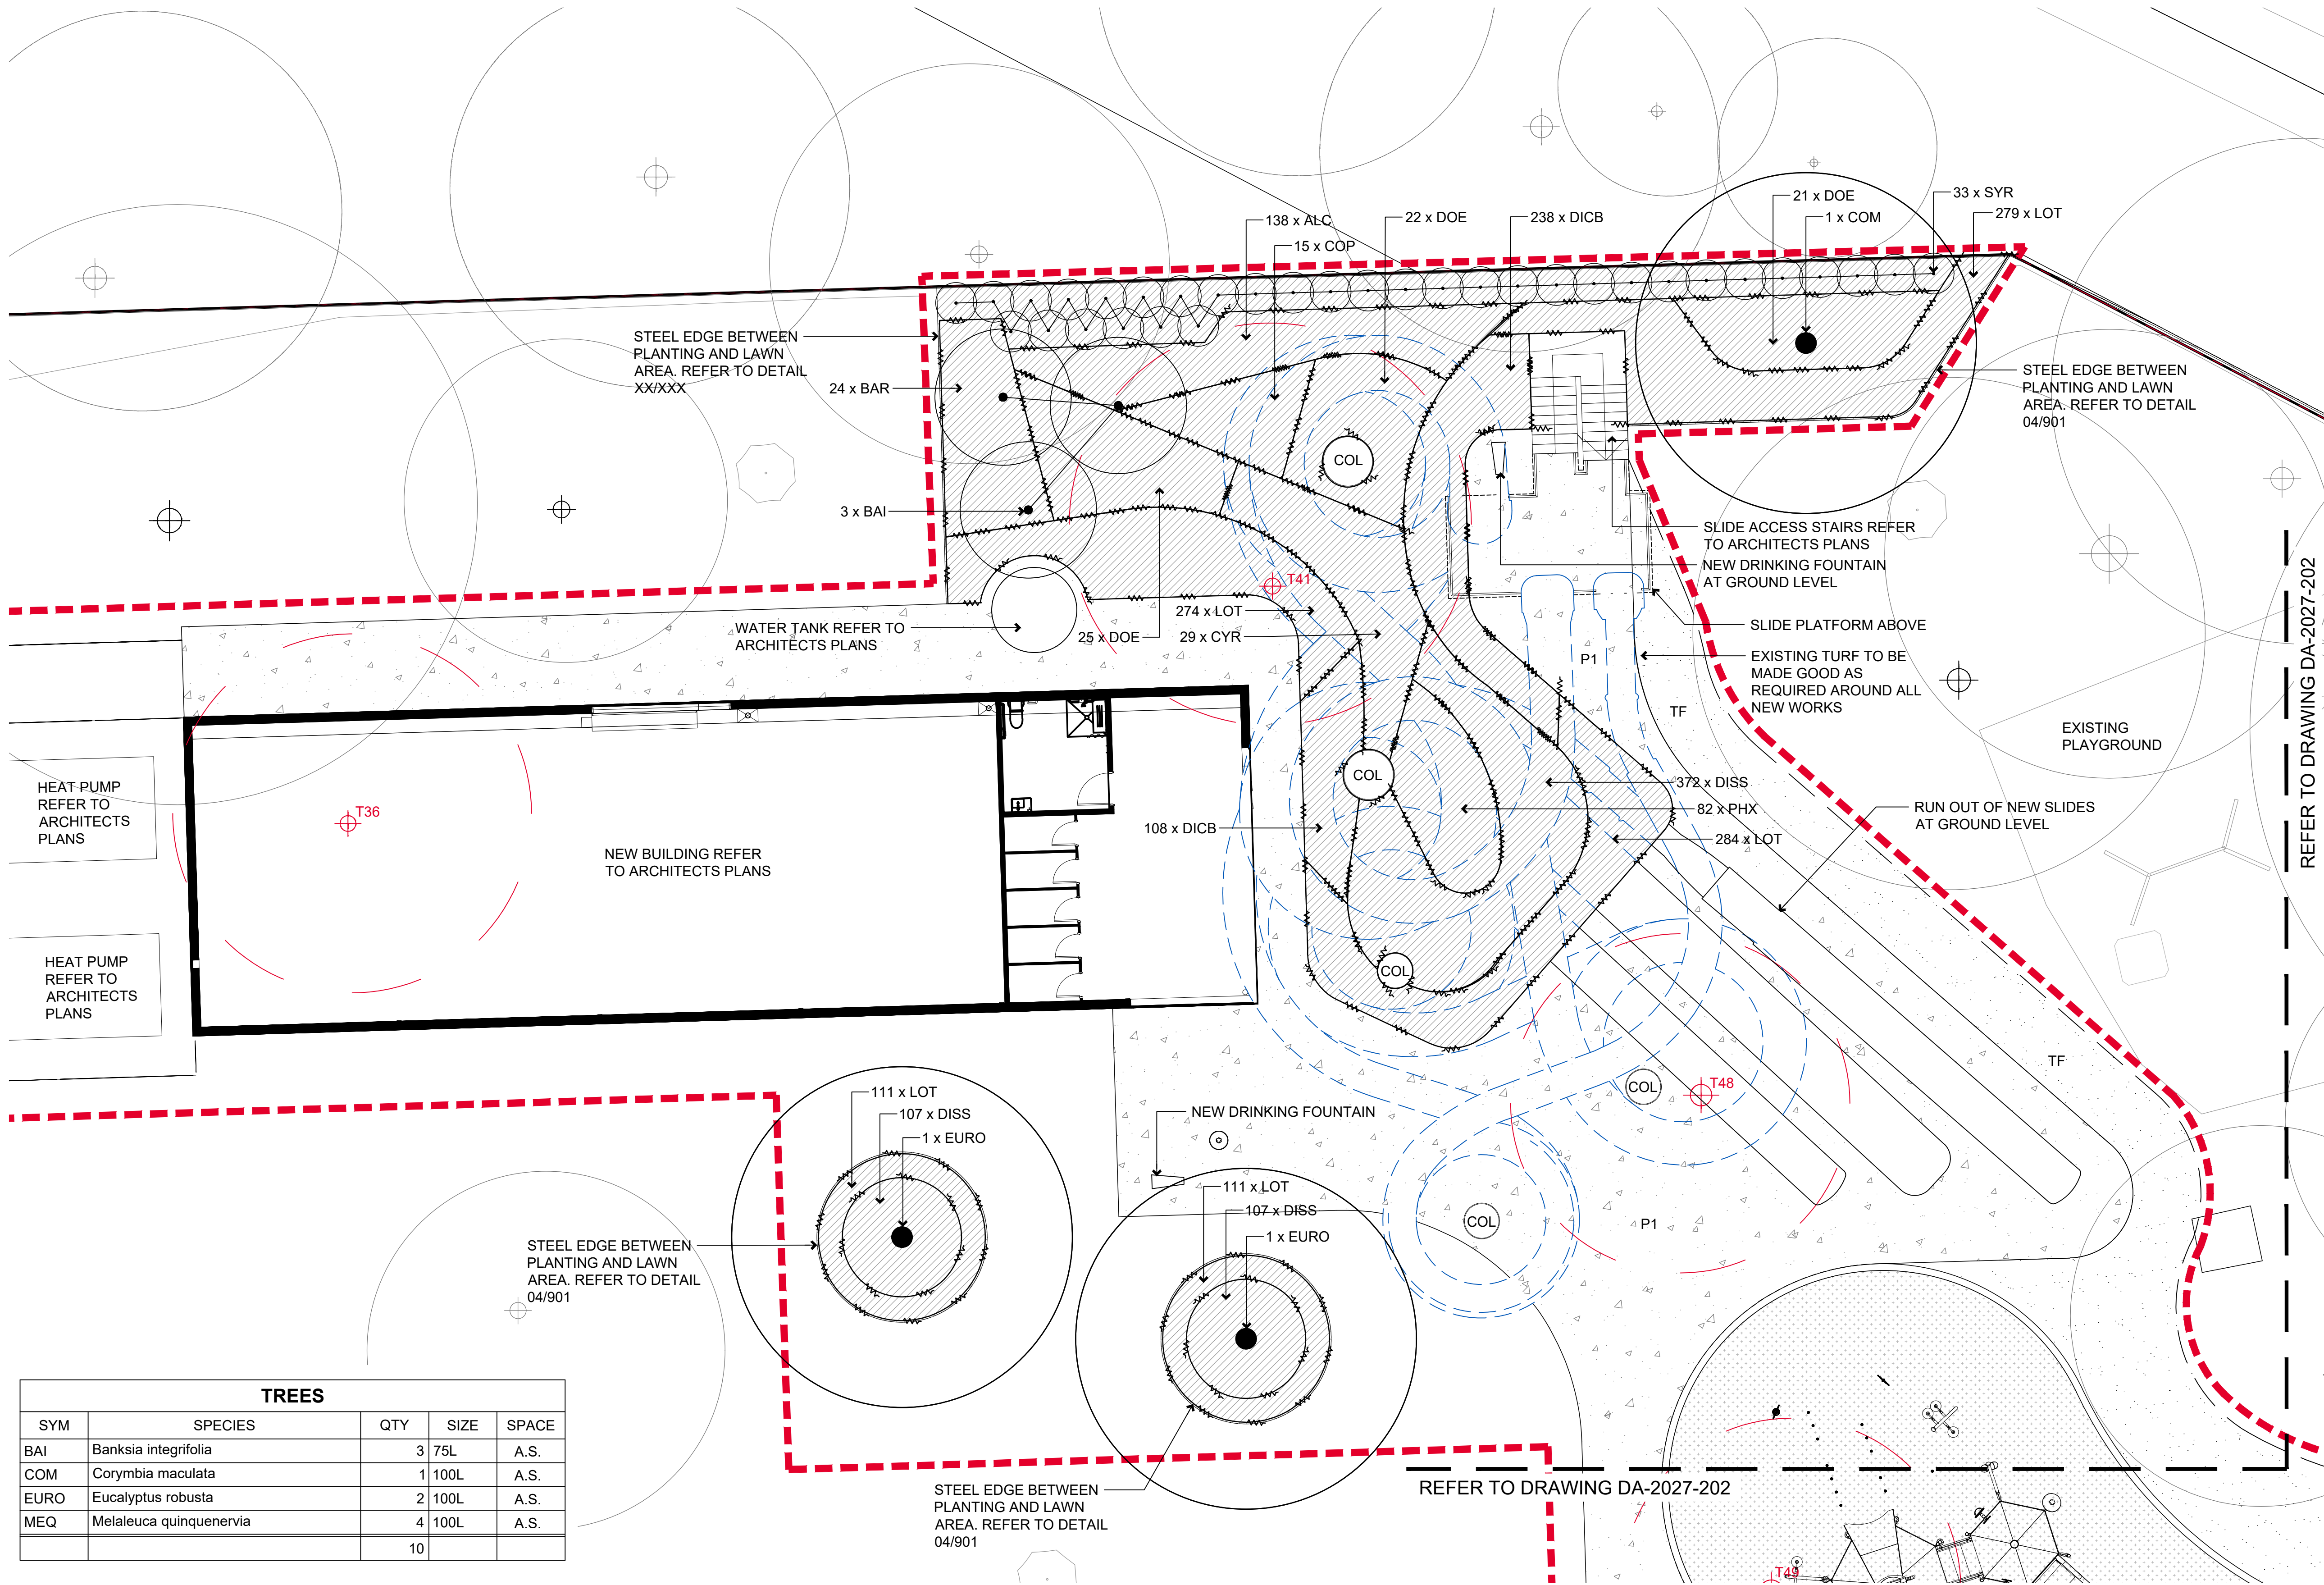 138 x ALC
15 x COP
22 x DOE
238 x DICB
21 x DOE
1 x COM
33 x SYR
279 x LOT
STEEL EDGE BETWEEN
PLANTING AND LAWN
AREA. REFER TO DETAIL
XX/XXX
24 x BAR
3 x BAI
COL
STEEL EDGE BETWEEN
PLANTING AND LAWN
AREA. REFER TO DETAIL
04/901
SLIDE ACCESS STAIRS REFER
TO ARCHITECTS PLANS
NEW DRINKING FOUNTAIN
AT GROUND LEVEL
T41
274 x LOT
25 x DOE
29 x CYR
WATER TANK REFER TO
ARCHITECTS PLANS
SLIDE PLATFORM ABOVE
P1
EXISTING TURF TO BE
MADE GOOD AS
REQUIRED AROUND ALL
NEW WORKS
TF
EXISTING
PLAYGROUND
REFER TO DRAWING DA-2027-202
HEAT PUMP
REFER TO
ARCHITECTS
PLANS
T36
COL
372 x DISS
82 x PHX
284 x LOT
108 x DICB
RUN OUT OF NEW SLIDES
AT GROUND LEVEL
NEW BUILDING REFER
TO ARCHITECTS PLANS
HEAT PUMP
REFER TO
ARCHITECTS
PLANS
COL
COL
T48
TF
111 x LOT
107 x DISS
1 x EURO
NEW DRINKING FOUNTAIN
111 x LOT
107 x DISS
1 x EURO
COL
P1
STEEL EDGE BETWEEN
PLANTING AND LAWN
AREA. REFER TO DETAIL
04/901
STEEL EDGE BETWEEN
PLANTING AND LAWN
AREA. REFER TO DETAIL
04/901
REFER TO DRAWING DA-2027-202
T49
TREES
SYM SPECIES QTY SIZE SPACE
BAI Banksia integrifolia 3 75L A.S.
COM Corymbia maculata 1 100L A.S.
EURO Eucalyptus robusta 2 100L A.S.
MEQ Melaleuca quinquenervia 4 100L A.S.
10